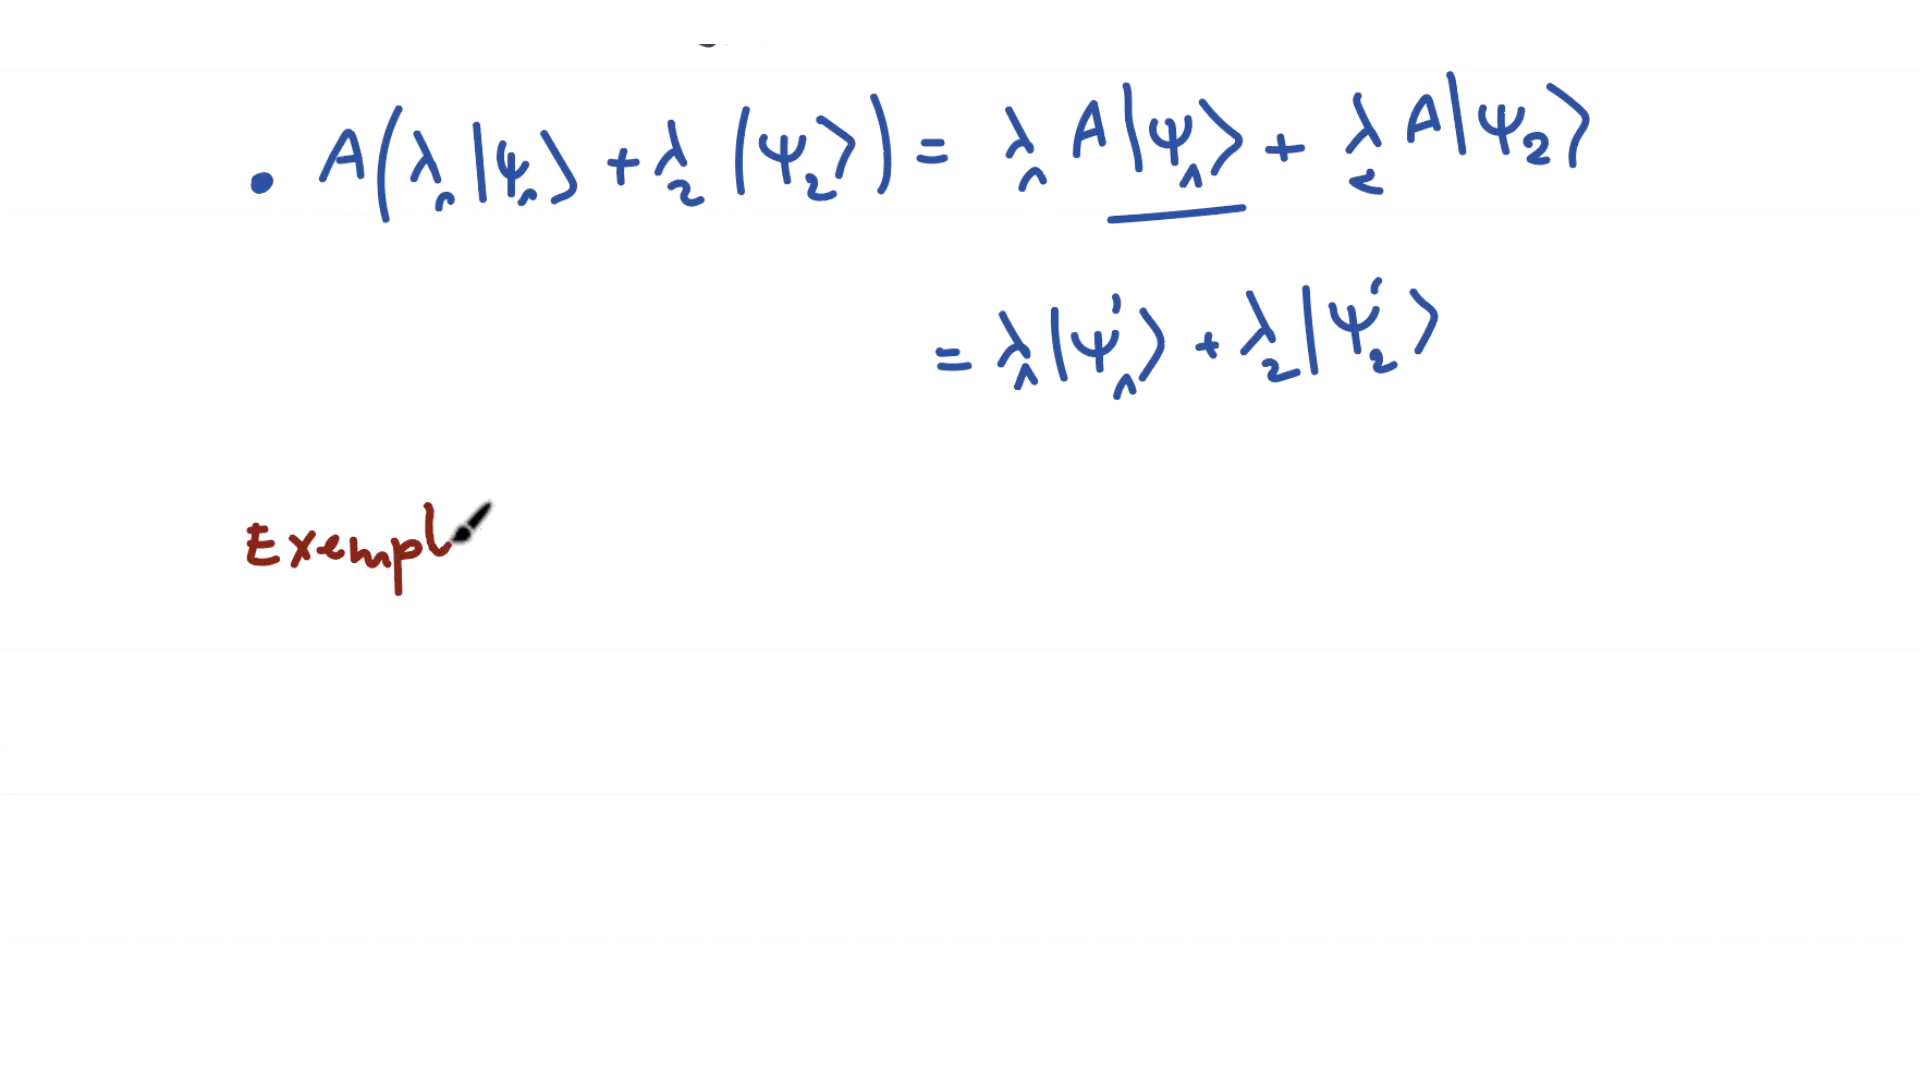 • A(λ₁|ψ₁⟩ + λ₂|ψ₂⟩) = λ₁ A|ψ₁⟩ + λ₂ A|ψ₂⟩
= λ₁|ψ'₁⟩ + λ₂|ψ'₂⟩
Exempl